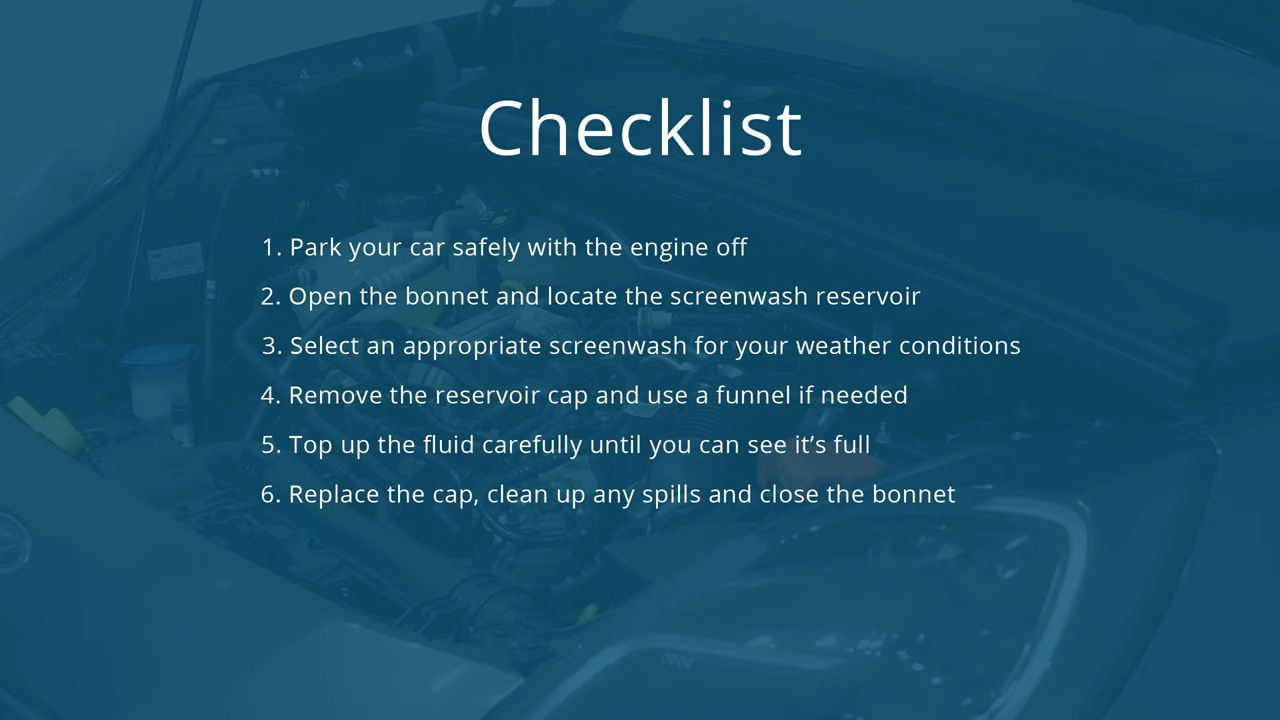 Checklist
1. Park your car safely with the engine off
2. Open the bonnet and locate the screenwash reservoir
3. Select an appropriate screenwash for your weather conditions
4. Remove the reservoir cap and use a funnel if needed
5. Top up the fluid carefully until you can see it’s full
6. Replace the cap, clean up any spills and close the bonnet